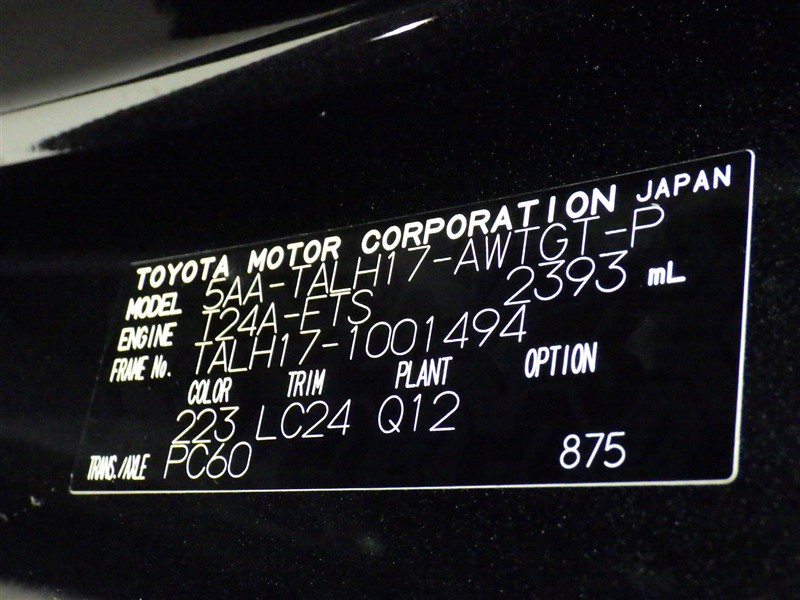 TOYOTA MOTOR CORPORATION JAPAN
MODEL 5AA-TALH17-AWTGT-P
ENGINE T24A-FTS 2393 mL
FRAME No. TALH17-1001494
COLOR TRIM PLANT OPTION
223 LC24 Q12
TRANS./AXLE PC60 875